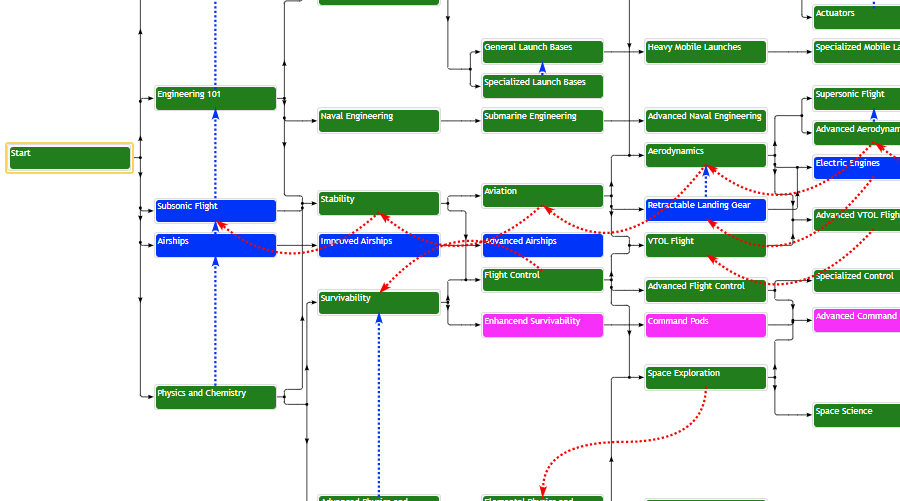 Start
Engineering 101
Subsonic Flight
Airships
Physics and Chemistry
Naval Engineering
Stability
Improved Airships
Survivability
Advanced Physics and
General Launch Bases
Specialized Launch Bases
Submarine Engineering
Aviation
Advanced Airships
Flight Control
Enhancend Survivability
Elemental Physics and
Heavy Mobile Launches
Advanced Naval Engineering
Aerodynamics
Retractable Landing Gear
VTOL Flight
Advanced Flight Control
Command Pods
Space Exploration
Actuators
Specialized Mobile La
Supersonic Flight
Advanced Aerodynam
Electric Engines
Advanced VTOL Fligh
Specialized Control
Advanced Command
Space Science